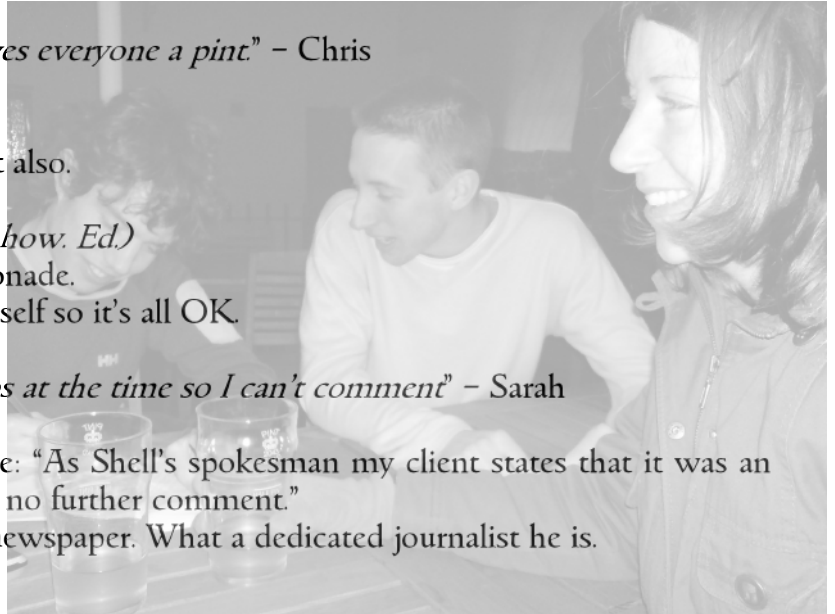 es everyone a pint.” – Chris
also.
how. Ed.)
onade.
self so it's all OK.
s at the time so I can't comment” – Sarah
e: “As Shell's spokesman my client states that it was an
no further comment.”
ewspaper. What a dedicated journalist he is.